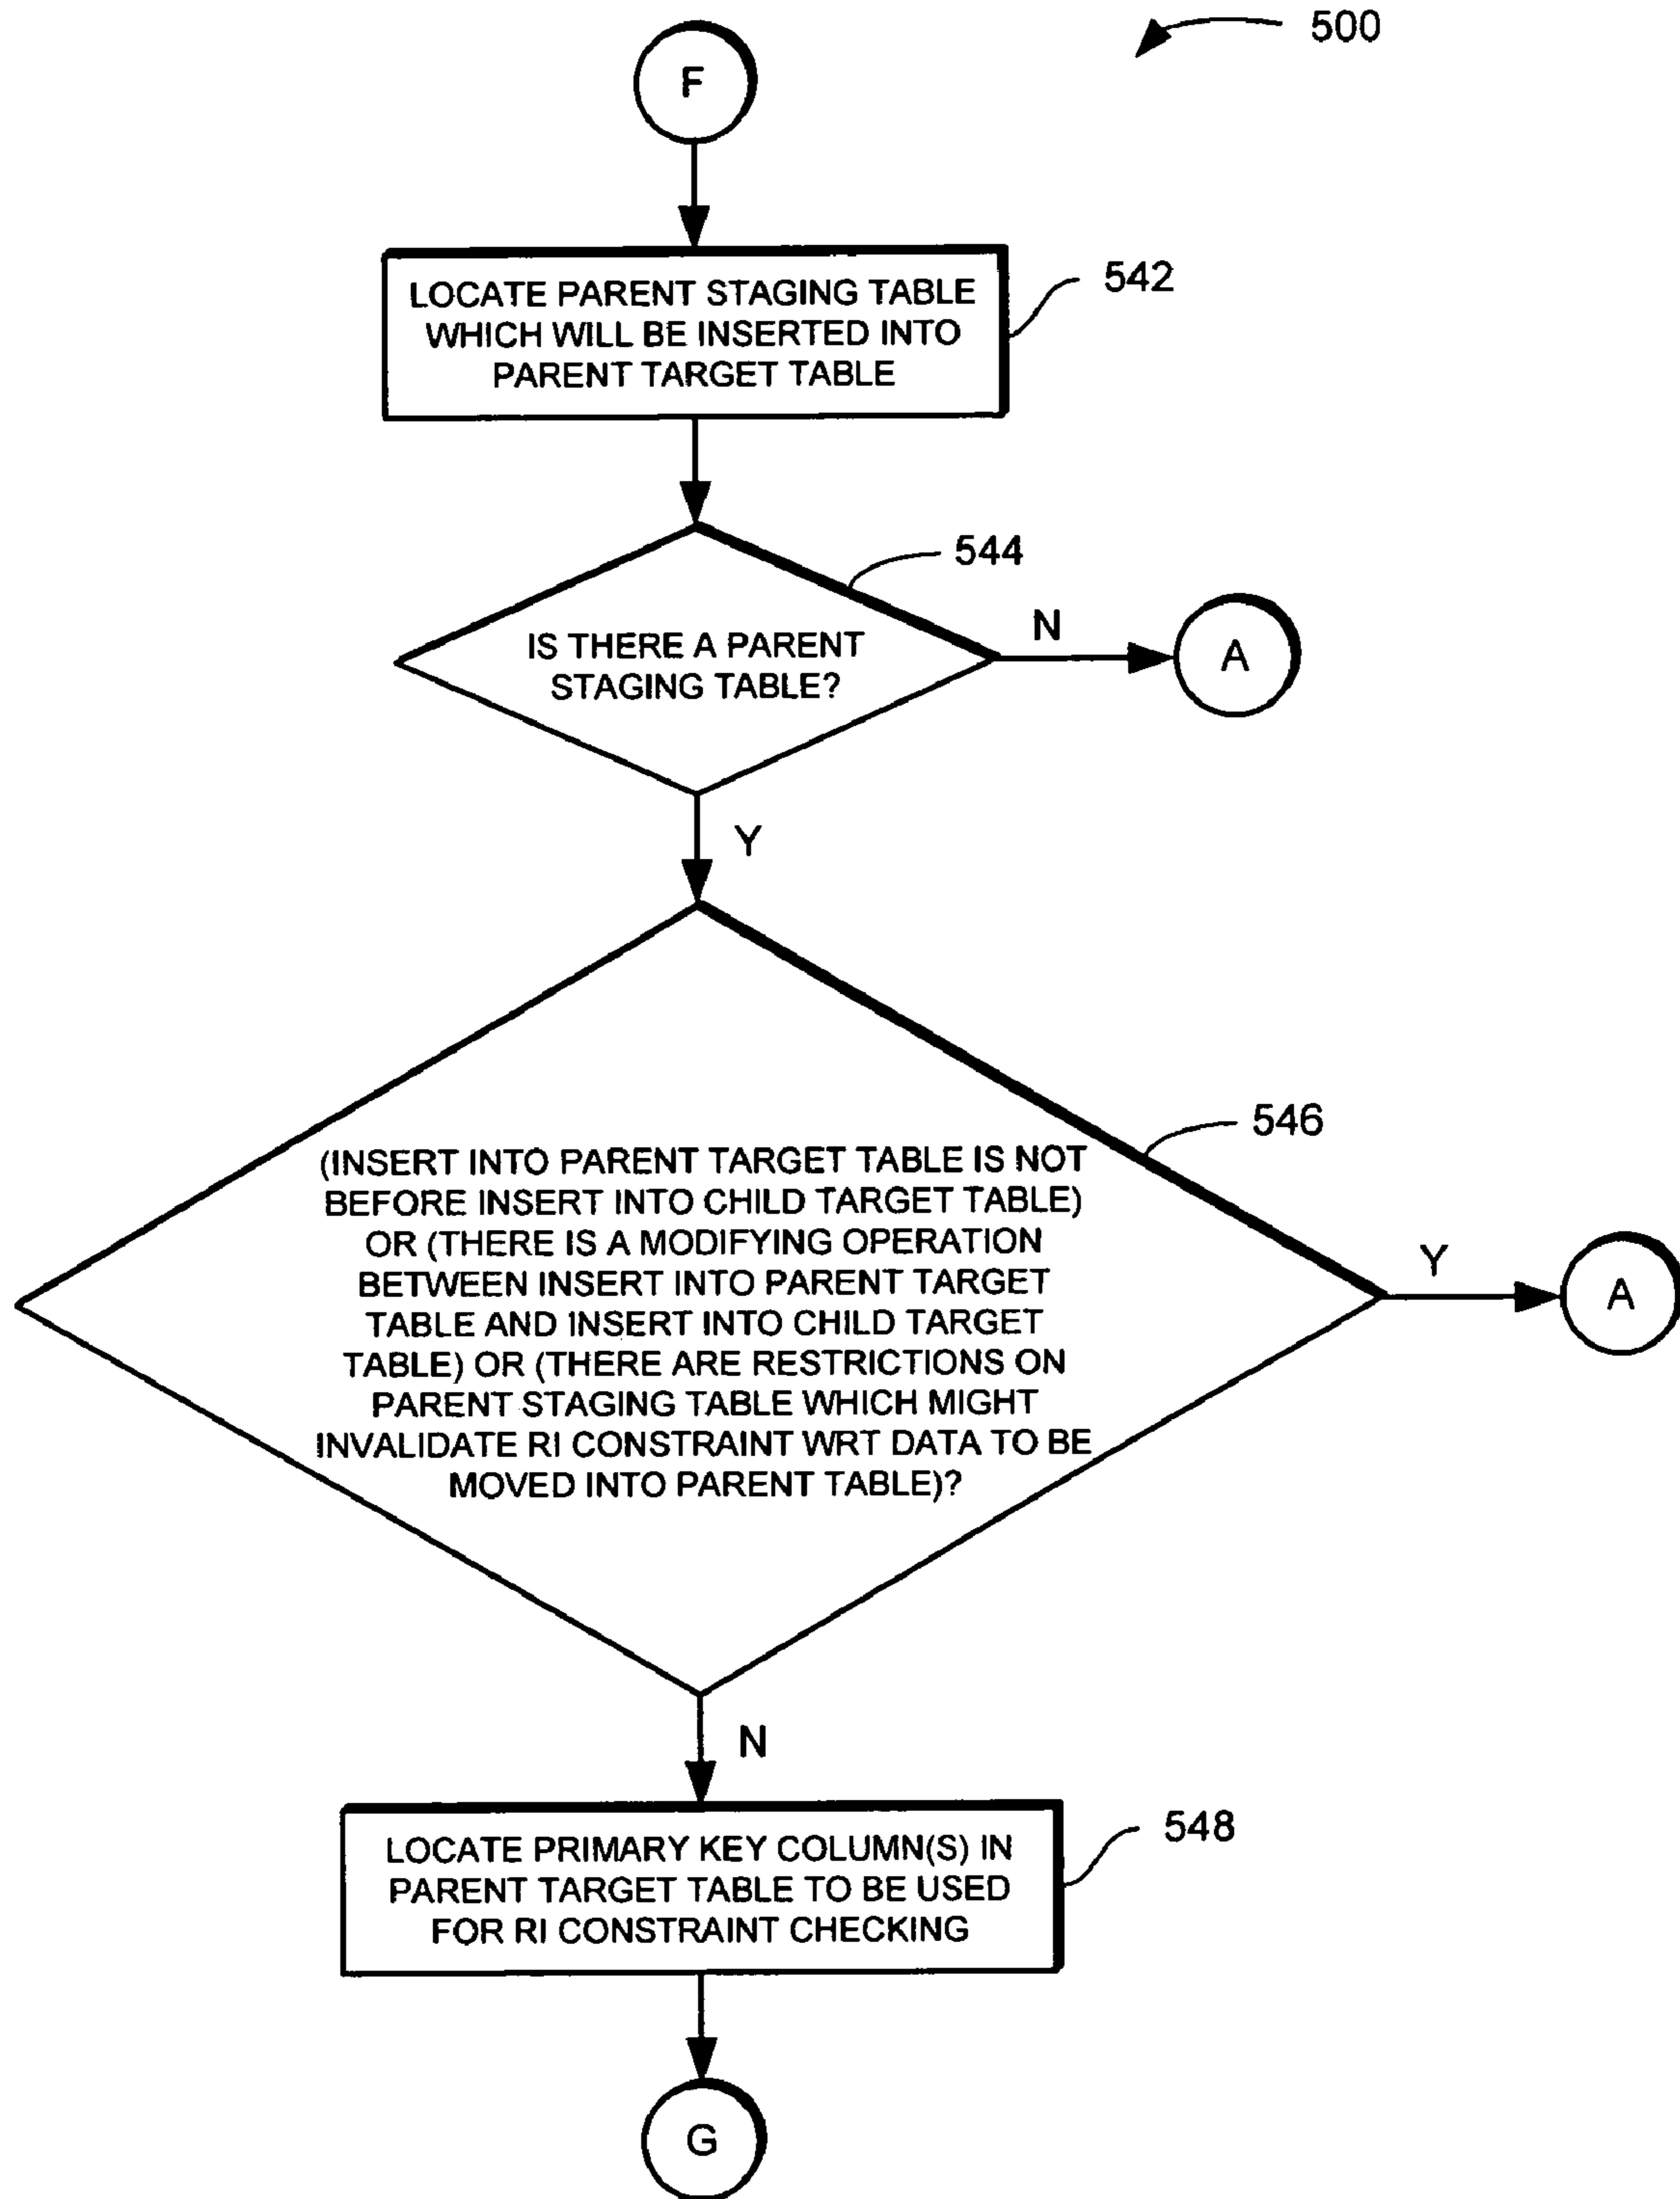 500
F
LOCATE PARENT STAGING TABLE
WHICH WILL BE INSERTED INTO
PARENT TARGET TABLE
542
544
IS THERE A PARENT
STAGING TABLE?
N
A
Y
546
(INSERT INTO PARENT TARGET TABLE IS NOT
BEFORE INSERT INTO CHILD TARGET TABLE)
OR (THERE IS A MODIFYING OPERATION
BETWEEN INSERT INTO PARENT TARGET
TABLE AND INSERT INTO CHILD TARGET
TABLE) OR (THERE ARE RESTRICTIONS ON
PARENT STAGING TABLE WHICH MIGHT
INVALIDATE RI CONSTRAINT WRT DATA TO BE
MOVED INTO PARENT TABLE)?
Y
A
N
LOCATE PRIMARY KEY COLUMN(S) IN
PARENT TARGET TABLE TO BE USED
FOR RI CONSTRAINT CHECKING
548
G